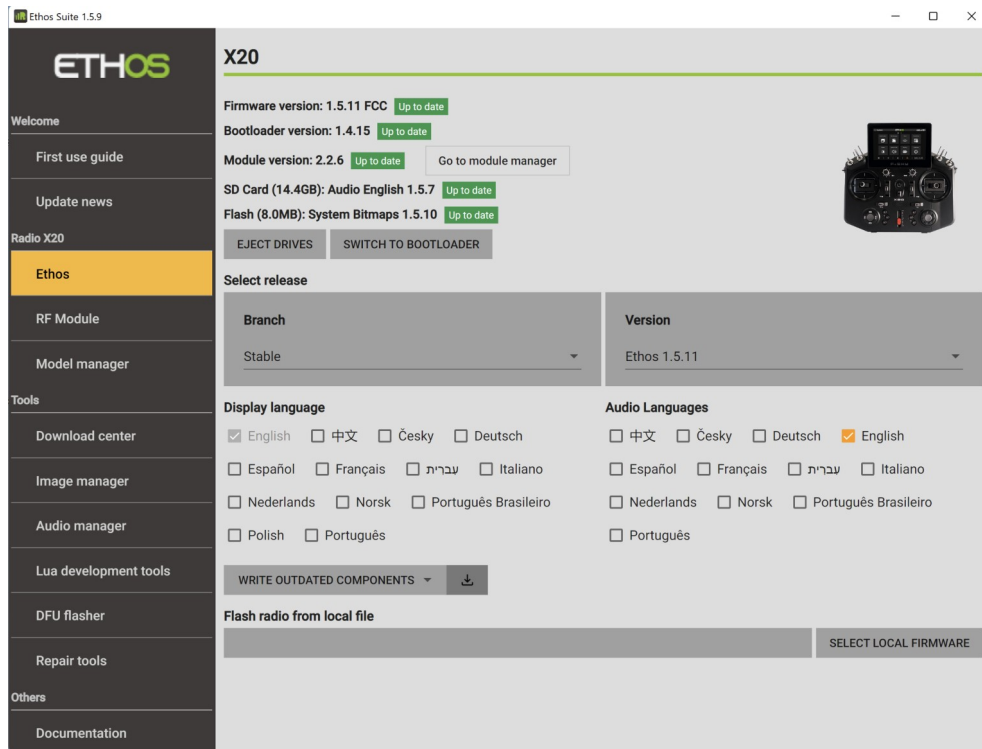 Ethos Suite 1.5.9
ETHOS
Welcome
First use guide
Update news
Radio X20
Ethos
RF Module
Model manager
Tools
Download center
Image manager
Audio manager
Lua development tools
DFU flasher
Repair tools
Others
Documentation
X20
Firmware version: 1.5.11 FCC Up to date
Bootloader version: 1.4.15 Up to date
Module version: 2.2.6 Up to date Go to module manager
SD Card (14.4GB): Audio English 1.5.7 Up to date
Flash (8.0MB): System Bitmaps 1.5.10 Up to date
EJECT DRIVES SWITCH TO BOOTLOADER
Select release
Branch
Stable
Version
Ethos 1.5.11
Display language
English 中文 Česky Deutsch
Español Français עברית Italiano
Nederlands Norsk Português Brasileiro
Polish Português
Audio Languages
中文 Česky Deutsch English
Español Français עברית Italiano
Nederlands Norsk Português Brasileiro
Português
WRITE OUTDATED COMPONENTS
Flash radio from local file
SELECT LOCAL FIRMWARE